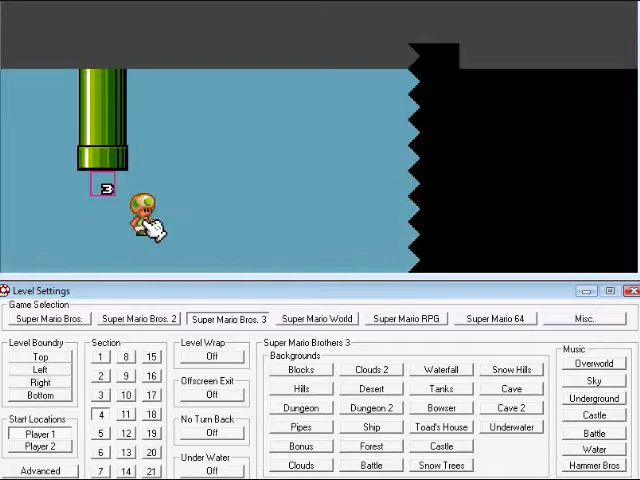 3
Level Settings
Game Selection
Super Mario Bros. Super Mario Bros. 2 Super Mario Bros. 3 Super Mario World Super Mario RPG Super Mario 64 Misc.
Level Boundy Section Level Wrap Super Mario Brothers 3 Music
Backgrounds
Top 1 8 15 Off Blocks Clouds 2 Waterfall Snow Hills Overworld
Left 2 9 16 Offscreen Exit Hills Desert Tanks Cave Sky
Right 3 10 17 Off Dungeon Dungeon 2 Bowser Cave 2 Underground
Bottom 4 11 18 No Turn Back Pipes Ship Toad's House Underwater Castle
Start Locations
Player 1 5 12 19 Off Bonus Forest Castle Battle
Player 2 6 13 20 Under Water Clouds Battle Snow Trees Water
Advanced 7 14 21 Off Hammer Bros